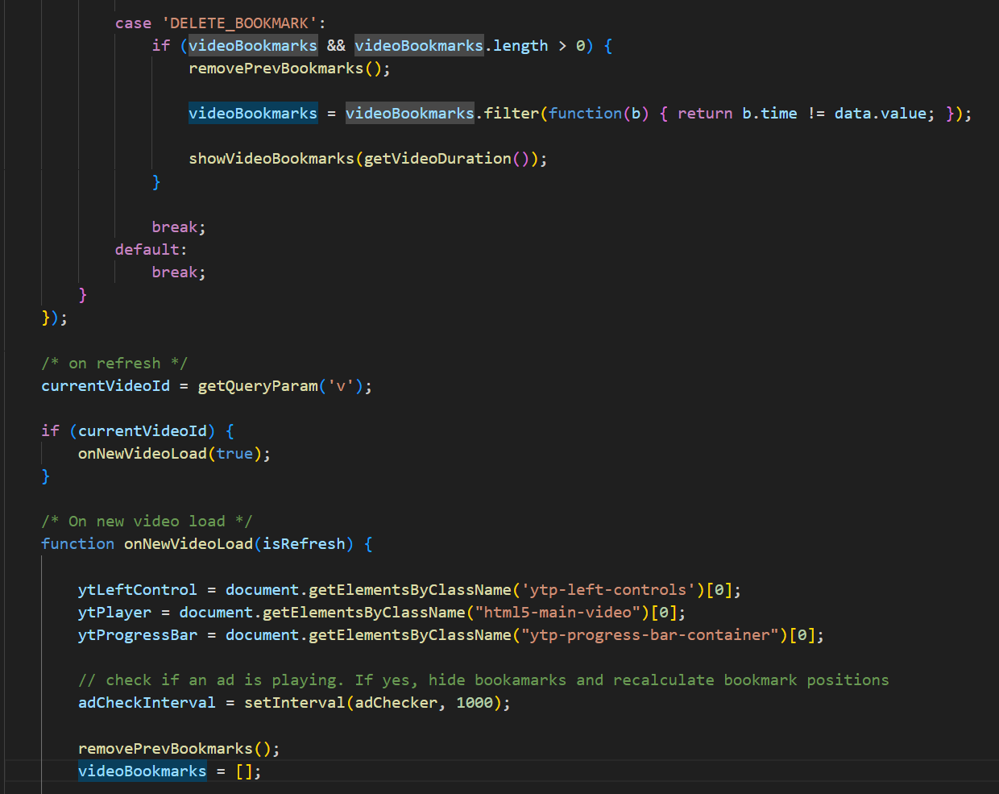 case 'DELETE_BOOKMARK':
if (videoBookmarks && videoBookmarks.length > 0) {
removePrevBookmarks();
videoBookmarks = videoBookmarks.filter(function(b) { return b.time != data.value; });
showVideoBookmarks(getVideoDuration());
}
break;
default:
break;
}
});
/* on refresh */
currentVideoId = getQueryParam('v');
if (currentVideoId) {
onNewVideoLoad(true);
}
/* On new video load */
function onNewVideoLoad(isRefresh) {
ytLeftControl = document.getElementsByClassName('ytp-left-controls')[0];
ytPlayer = document.getElementsByClassName("html5-main-video")[0];
ytProgressBar = document.getElementsByClassName("ytp-progress-bar-container")[0];
// check if an ad is playing. If yes, hide bookamarks and recalculate bookmark positions
adCheckInterval = setInterval(adChecker, 1000);
removePrevBookmarks();
videoBookmarks = [];